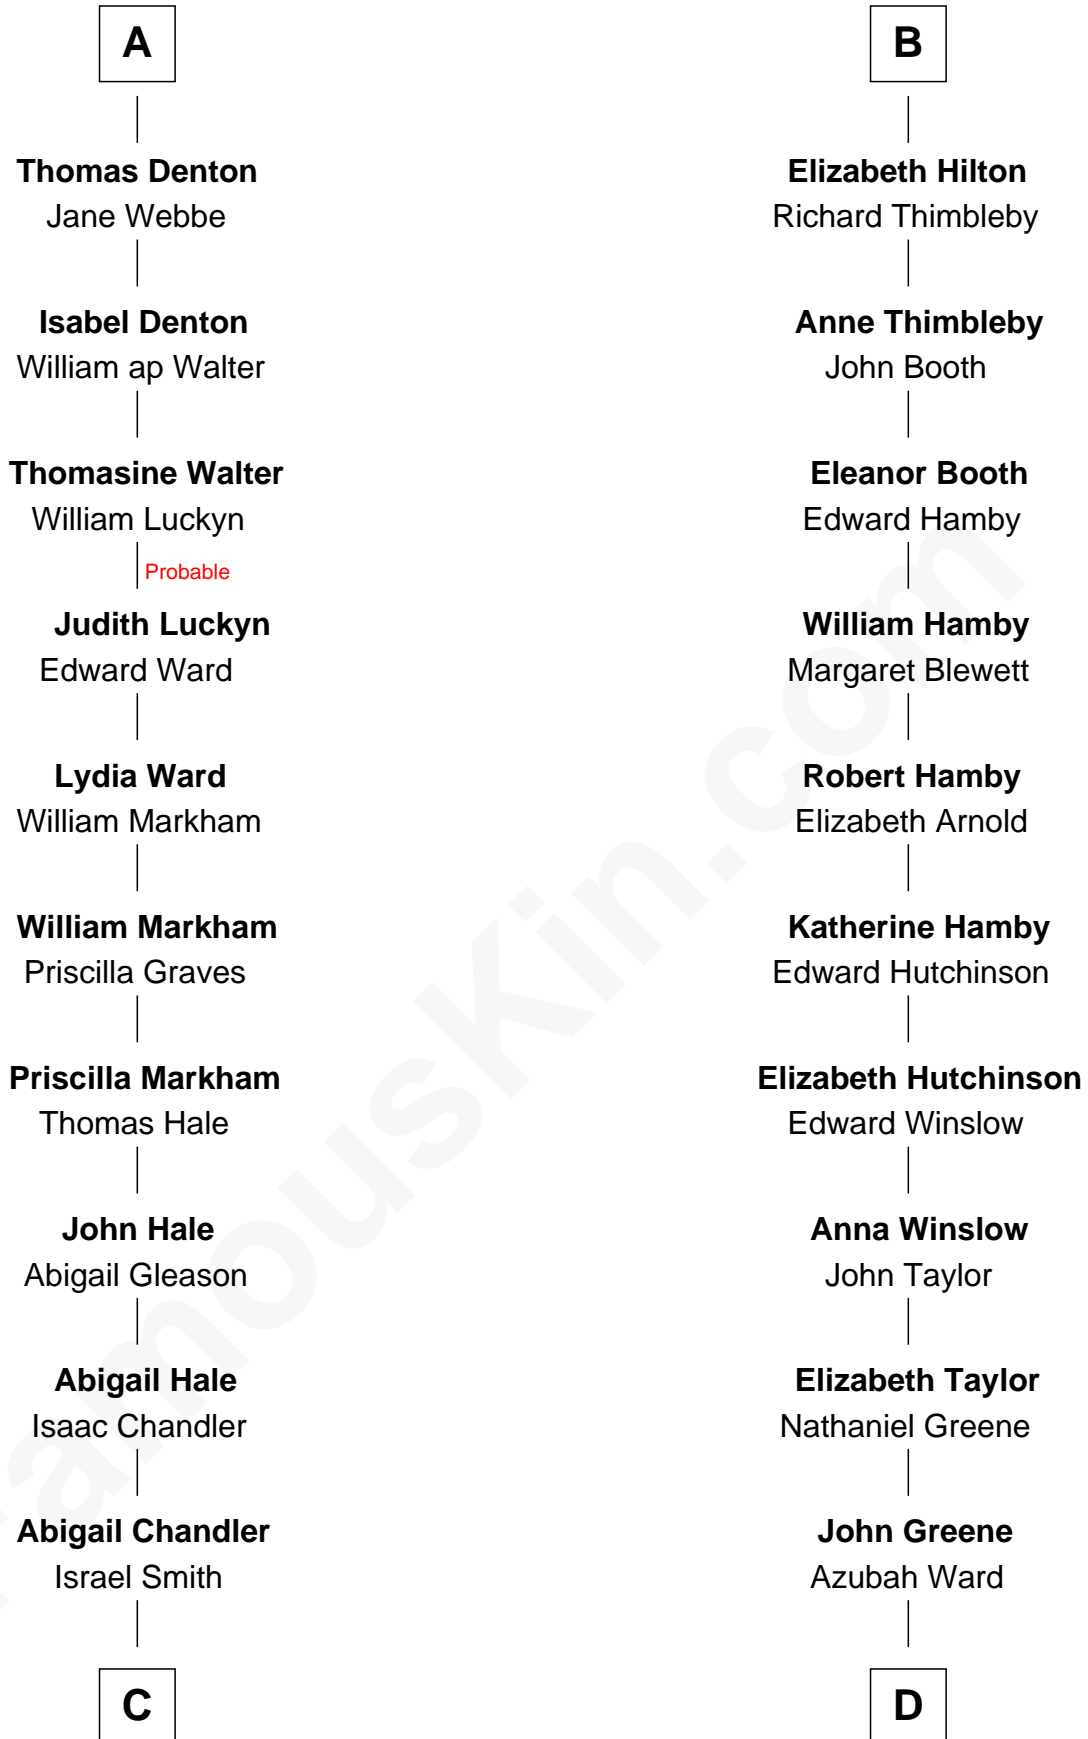 A
Thomas Denton
Jane Webbe
Isabel Denton
William ap Walter
Thomasine Walter
William Luckyn
Probable
Judith Luckyn
Edward Ward
Lydia Ward
William Markham
William Markham
Priscilla Graves
Priscilla Markham
Thomas Hale
John Hale
Abigail Gleason
Abigail Hale
Isaac Chandler
Abigail Chandler
Israel Smith
C
B
Elizabeth Hilton
Richard Thimbleby
Anne Thimbleby
John Booth
Eleanor Booth
Edward Hamby
William Hamby
Margaret Blewett
Robert Hamby
Elizabeth Arnold
Katherine Hamby
Edward Hutchinson
Elizabeth Hutchinson
Edward Winslow
Anna Winslow
John Taylor
Elizabeth Taylor
Nathaniel Greene
John Greene
Azubah Ward
D
FamousKin.com